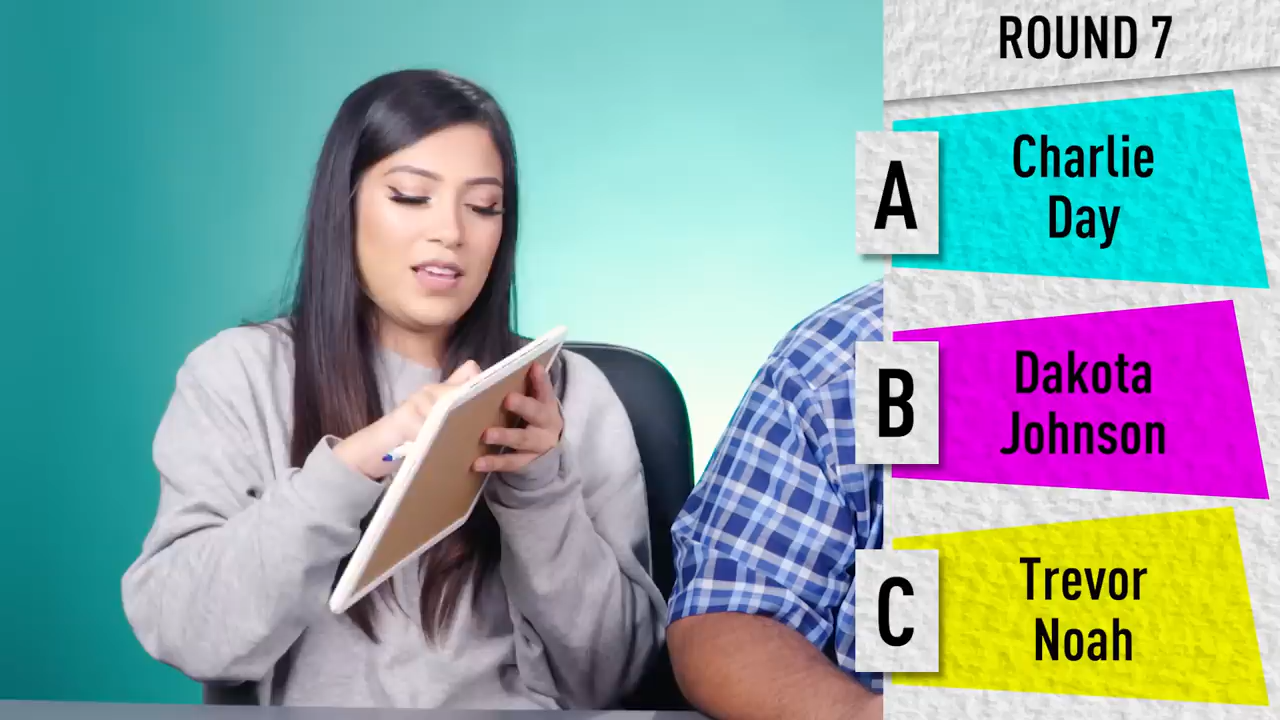 ROUND 7
A
Charlie
Day
B
Dakota
Johnson
C
Trevor
Noah